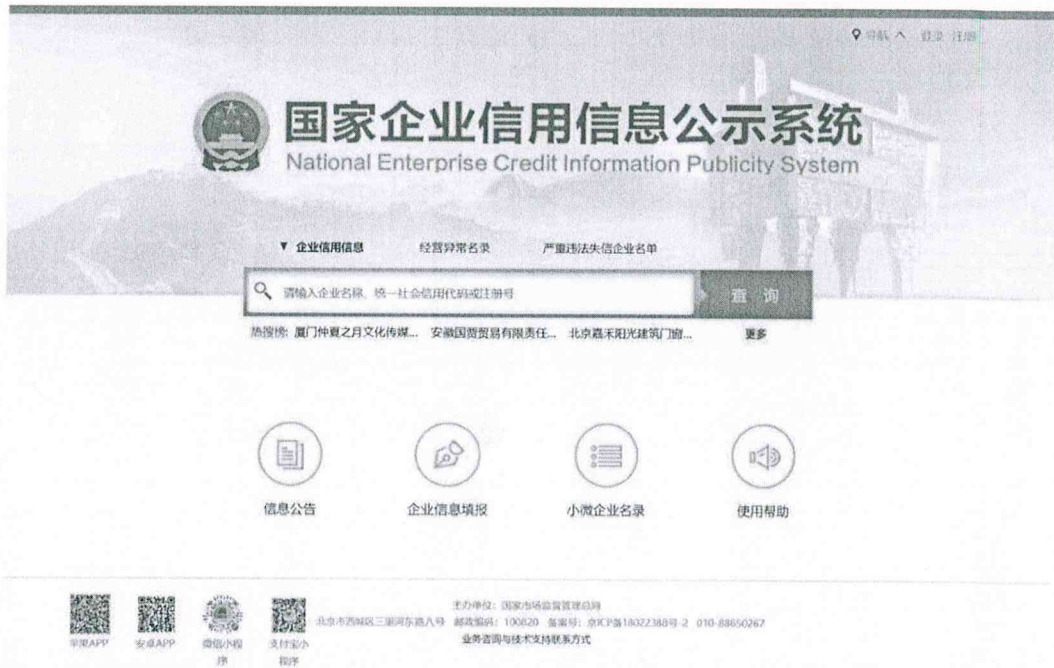 导航 登录 注册
国家企业信用信息公示系统
National Enterprise Credit Information Publicity System
▼ 企业信用信息 经营异常名录 严重违法失信企业名单
请输入企业名称、统一社会信用代码或注册号 查 询
热搜榜: 厦门仲夏之月文化传媒... 安徽国贸贸易有限责任... 北京嘉禾阳光建筑门窗... 更多
信息公告 企业信息填报 小微企业名录 使用帮助
主办单位：国家市场监督管理总局
北京市西城区三里河东路八号 邮政编码：100820 备案号：京ICP备18022388号-2 010-88650267
业务咨询与技术支持联系方式
苹果APP 安卓APP 微信小程序 支付宝小程序